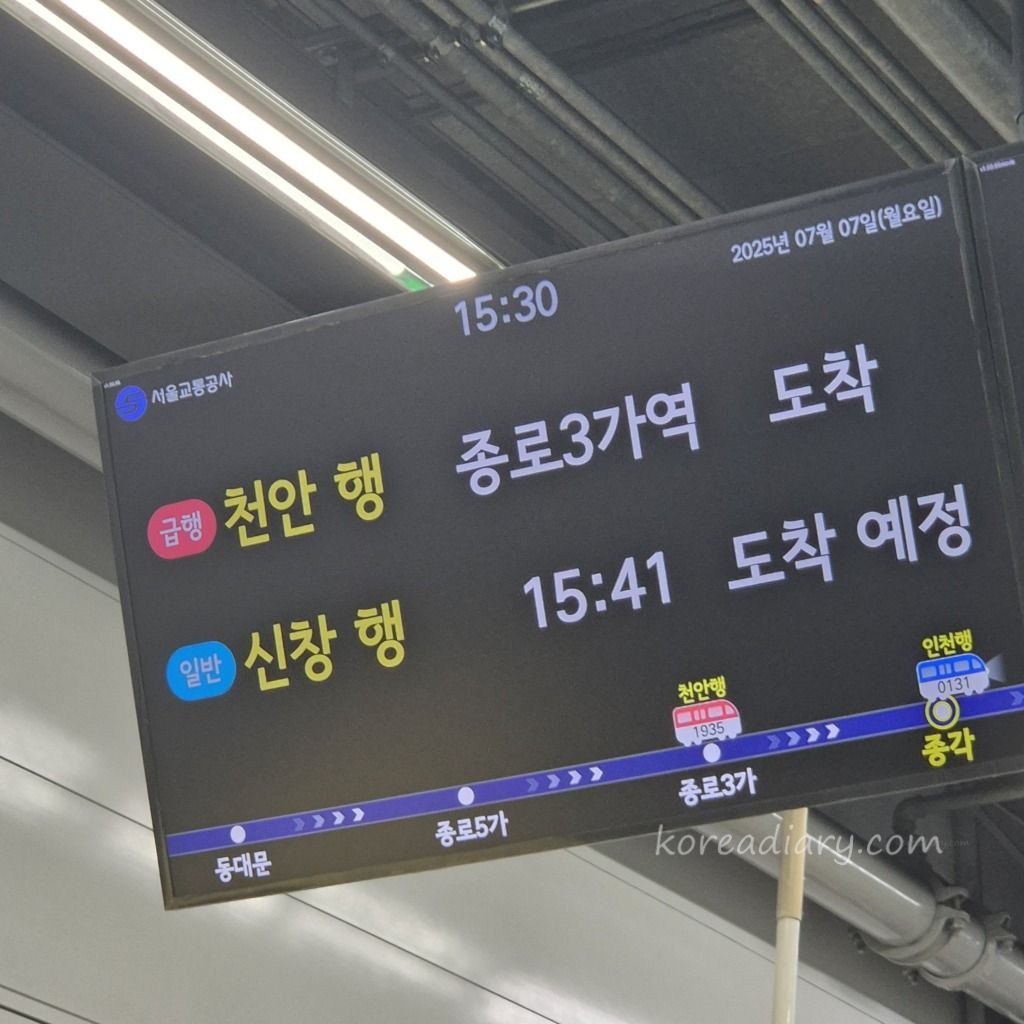 2025년 07월 07일(월요일)
15:30
서울교통공사
급행 천안 행 종로3가역 도착
일반 신창 행 15:41 도착 예정
천안행 인천행
1935 0131
동대문 종로5가 종로3가 종각
koreadiary.com